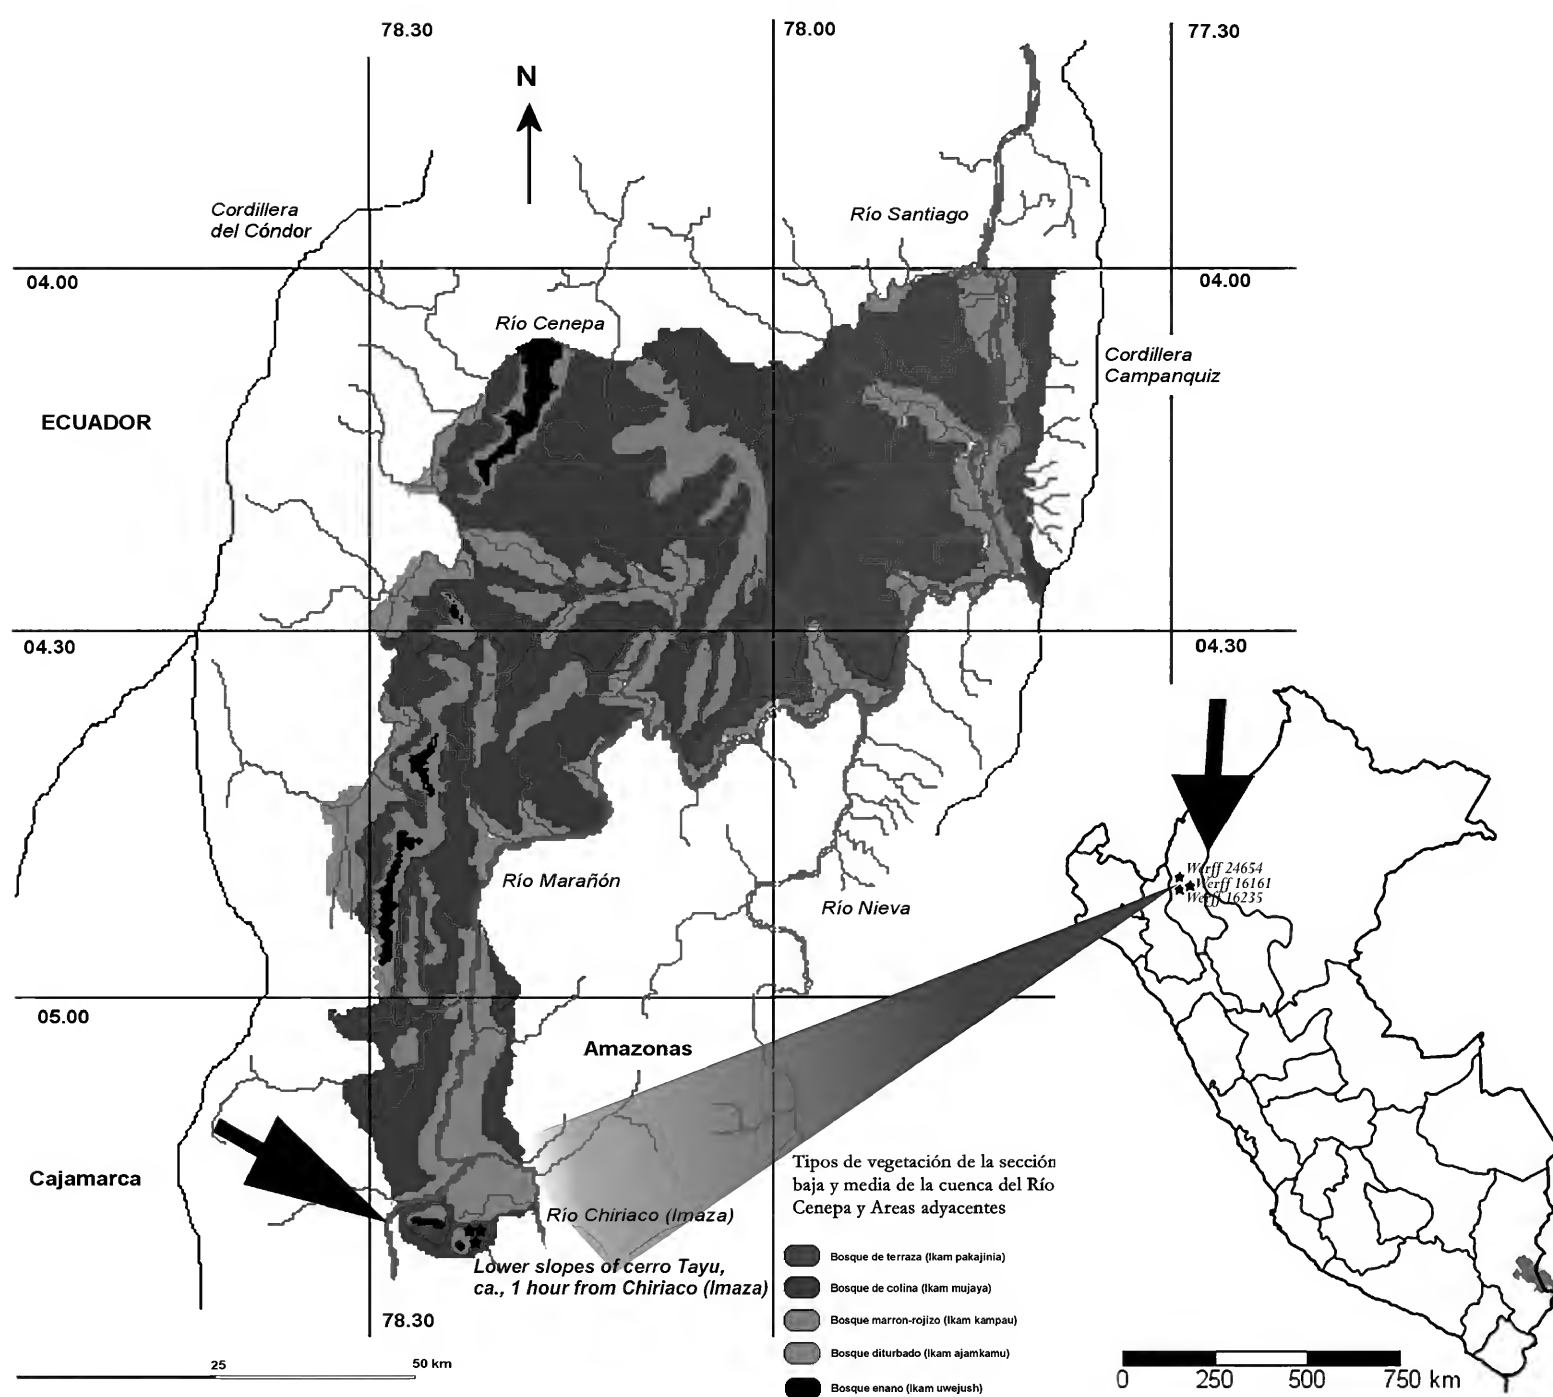 78.30
78.00
77.30
N
Cordillera
del Cóndor
Río Santiago
04.00
04.00
Río Cenepa
Cordillera
Campanquiz
ECUADOR
04.30
04.30
Werff 24654
Werff 16161
Werff 16235
Río Marañón
Río Nieva
05.00
Amazonas
Cajamarca
Tipos de vegetación de la sección
baja y media de la cuenca del Río
Cenepa y Areas adyacentes
Río Chiriaco (Imaza)
Lower slopes of cerro Tayu,
ca., 1 hour from Chiriaco (Imaza)
Bosque de terraza (Ikam pakajinia)
Bosque de colina (Ikam mujaya)
Bosque marron-rojizo (Ikam kampau)
Bosque diturbado (Ikam ajamkamu)
Bosque enano (Ikam uwejush)
78.30
25 50 km
0 250 500 750 km